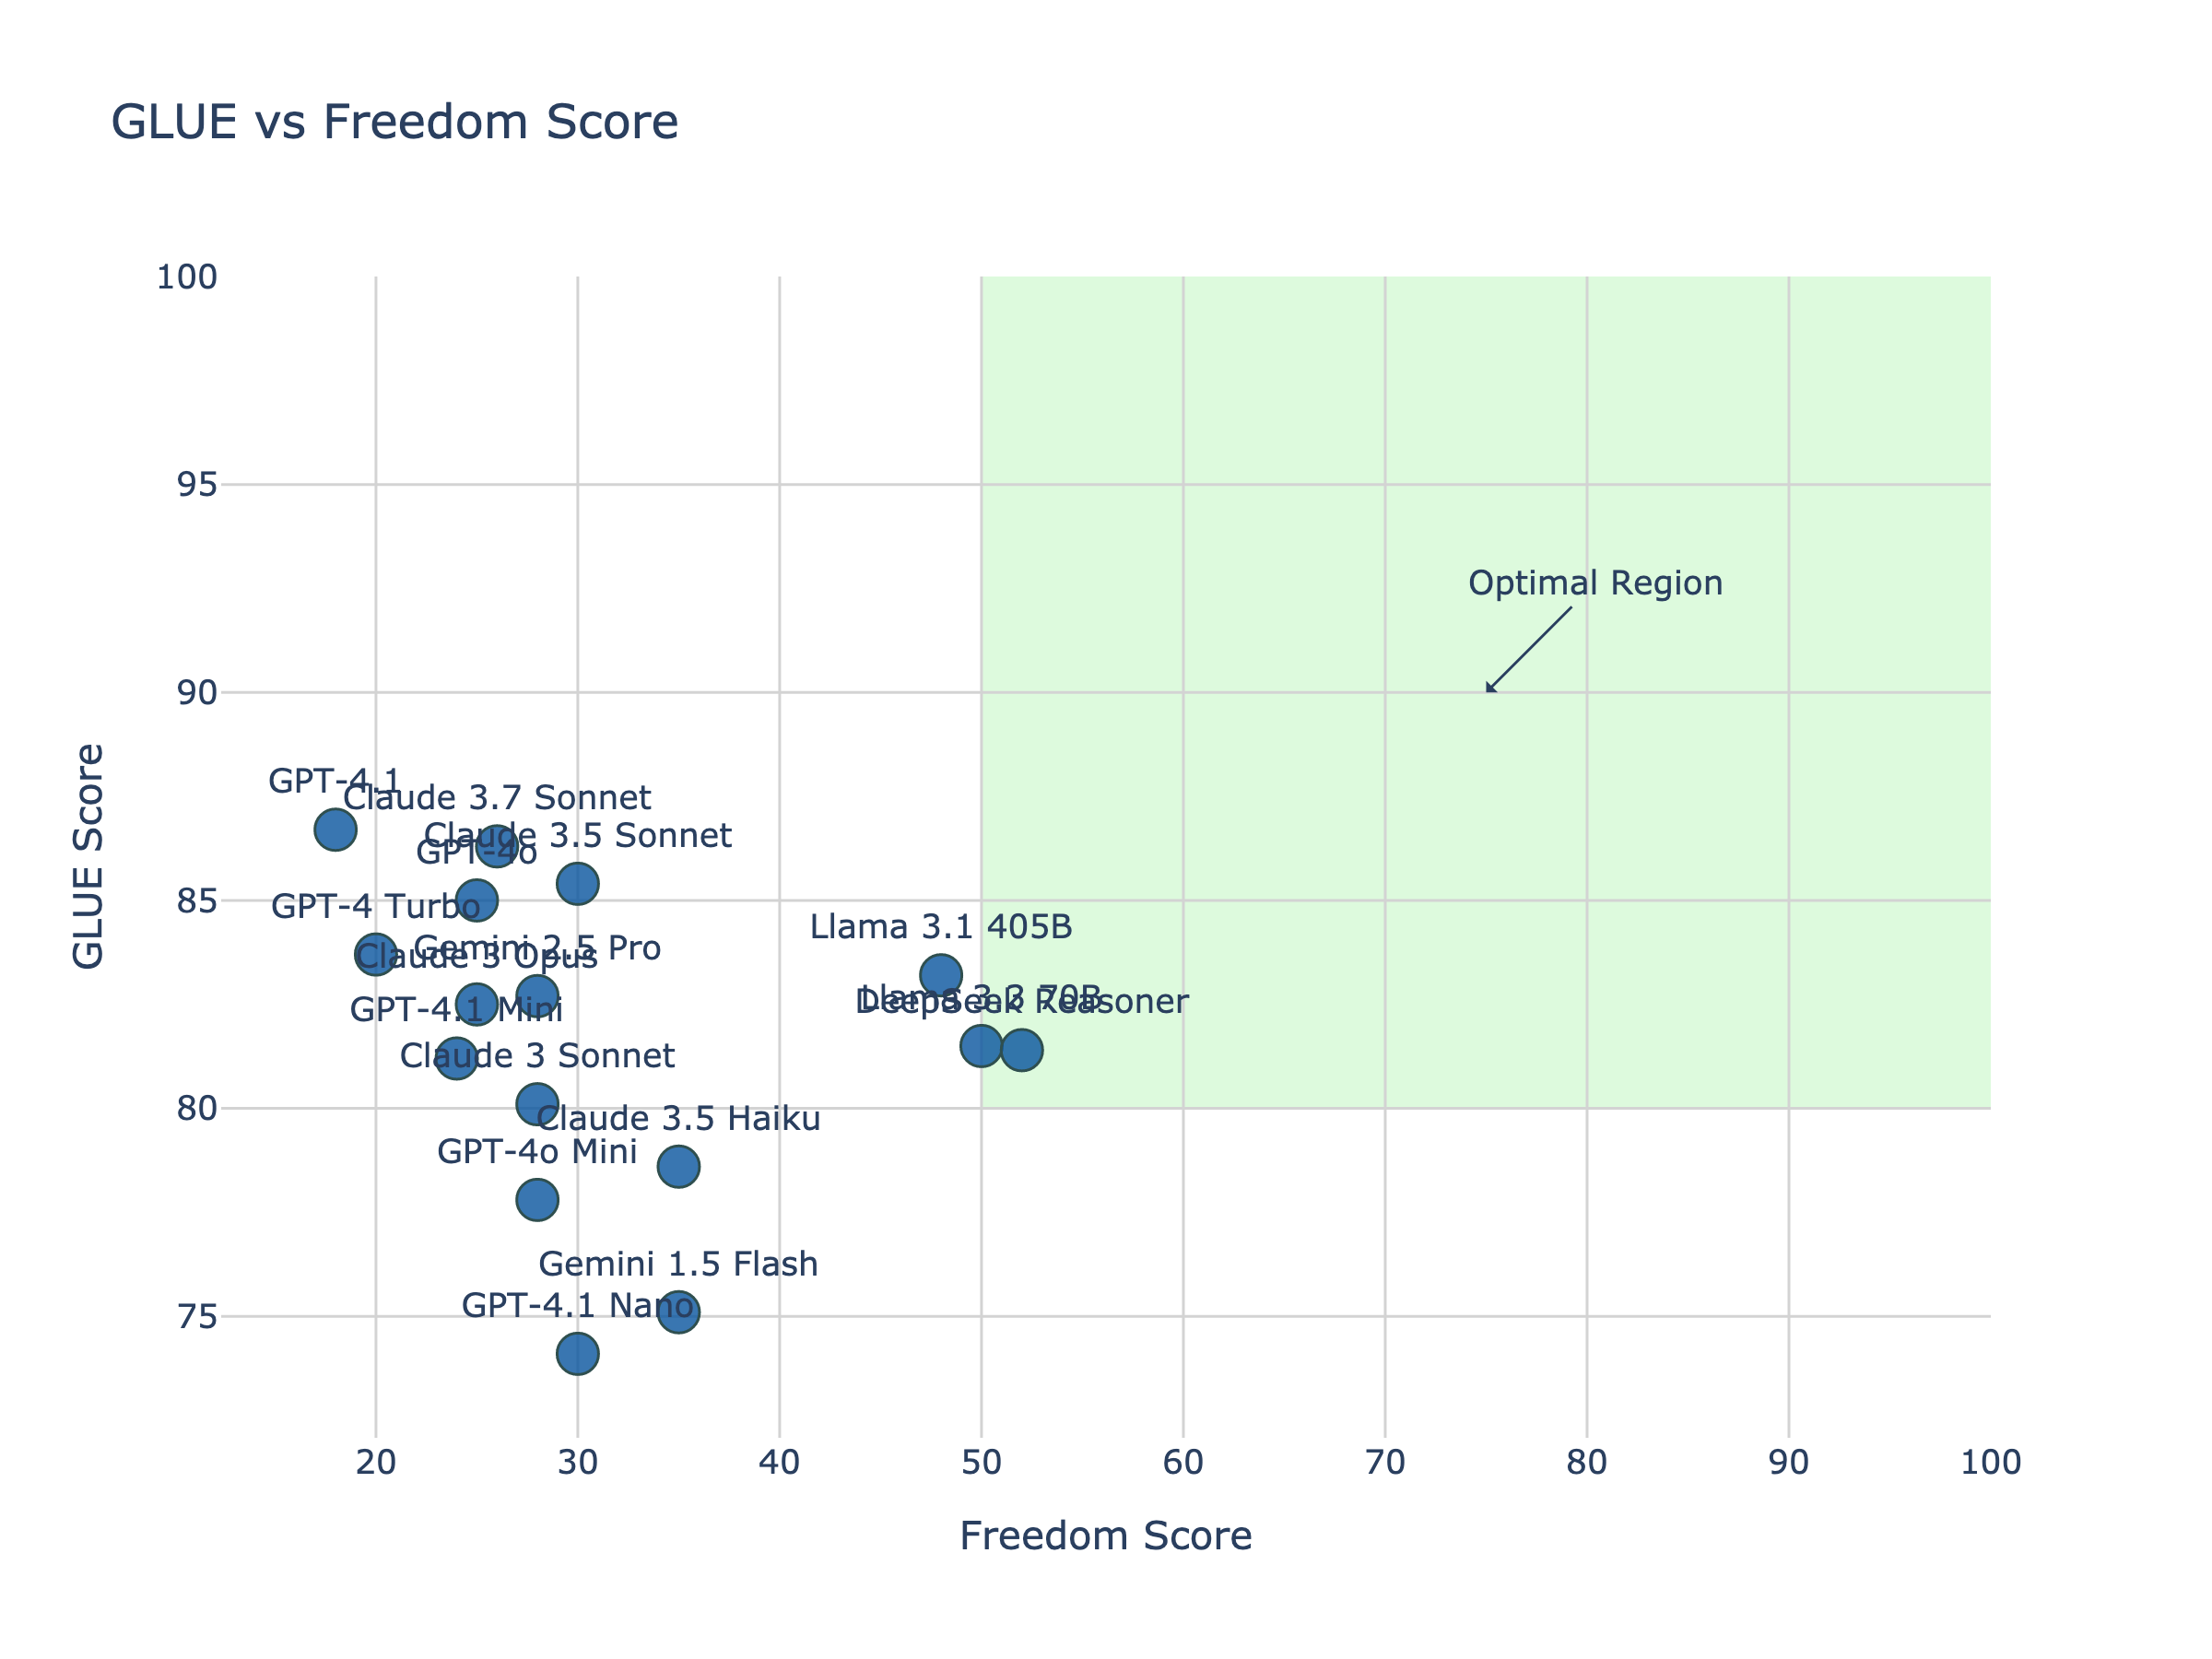 GLUE vs Freedom Score
100
95
90
85
80
75
GLUE Score
Optimal Region
GPT-4.1
Claude 3.7 Sonnet
Claude 3.5 Sonnet
GPT-4o
GPT-4 Turbo
Gemini 2.5 Pro
Claude 3 Opus
GPT-4.1 Mini
Claude 3 Sonnet
Claude 3.5 Haiku
GPT-4o Mini
Gemini 1.5 Flash
GPT-4.1 Nano
Llama 3.1 405B
Llama 3.3 70B
DeepSeek Reasoner
20
30
40
50
60
70
80
90
100
Freedom Score